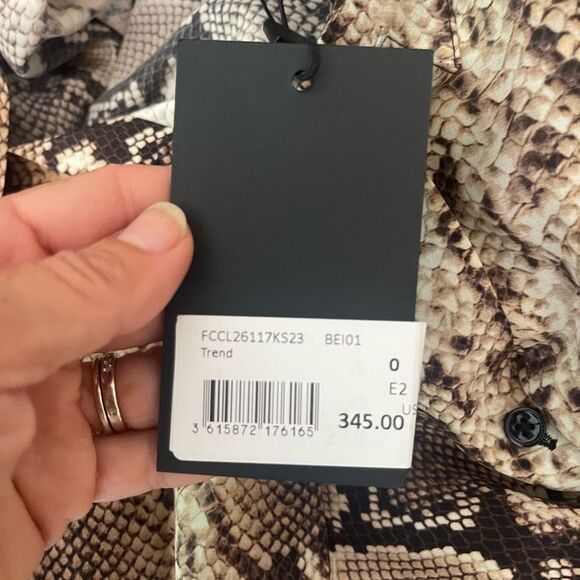 FCCL26117KS23 BEI01
Trend
0
E2
US
345.00
3 615872 176165